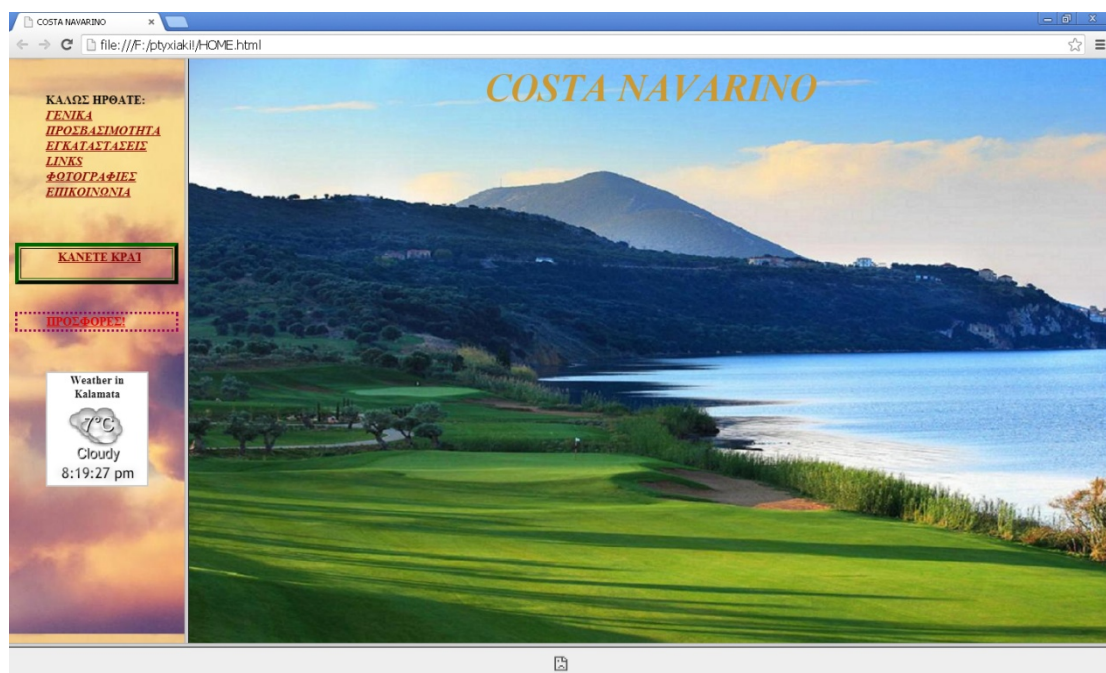 COSTA NAVARINO
file:///F:/ptyxiaki!/HOME.html
COSTA NAVARINO
ΚΑΛΩΣ ΗΡΘΑΤΕ:
ΓΕΝΙΚΑ
ΠΡΟΣΒΑΣΙΜΟΤΗΤΑ
ΕΓΚΑΤΑΣΤΑΣΕΙΣ
LINKS
ΦΩΤΟΓΡΑΦΙΕΣ
ΕΠΙΚΟΙΝΩΝΙΑ
ΚΑΝΕΤΕ
ΠΡΟΣΦΟΡΕΣ!
Weather in
Kalamata
7°C
Cloudy
8:19:27 pm